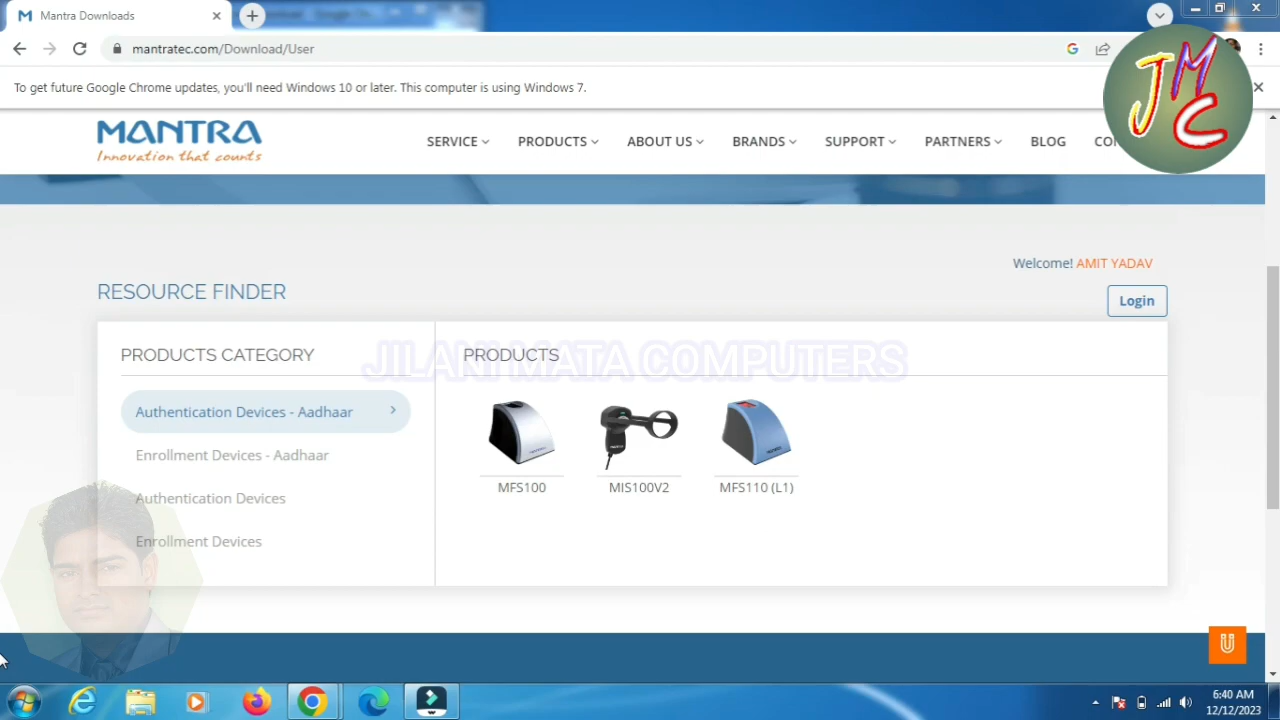 Mantra Downloads
mantratec.com/Download/User
To get future Google Chrome updates, you'll need Windows 10 or later. This computer is using Windows 7.
JMC
MANTRA
Innovation that counts
SERVICE PRODUCTS ABOUT US BRANDS SUPPORT PARTNERS BLOG
Welcome! AMIT YADAV
RESOURCE FINDER
Login
PRODUCTS CATEGORY
PRODUCTS
JILANI MATA COMPUTERS
Authentication Devices - Aadhaar
Enrollment Devices - Aadhaar
Authentication Devices
Enrollment Devices
MFS100
MIS100V2
MFS110 (L1)
6:40 AM
12/12/2023